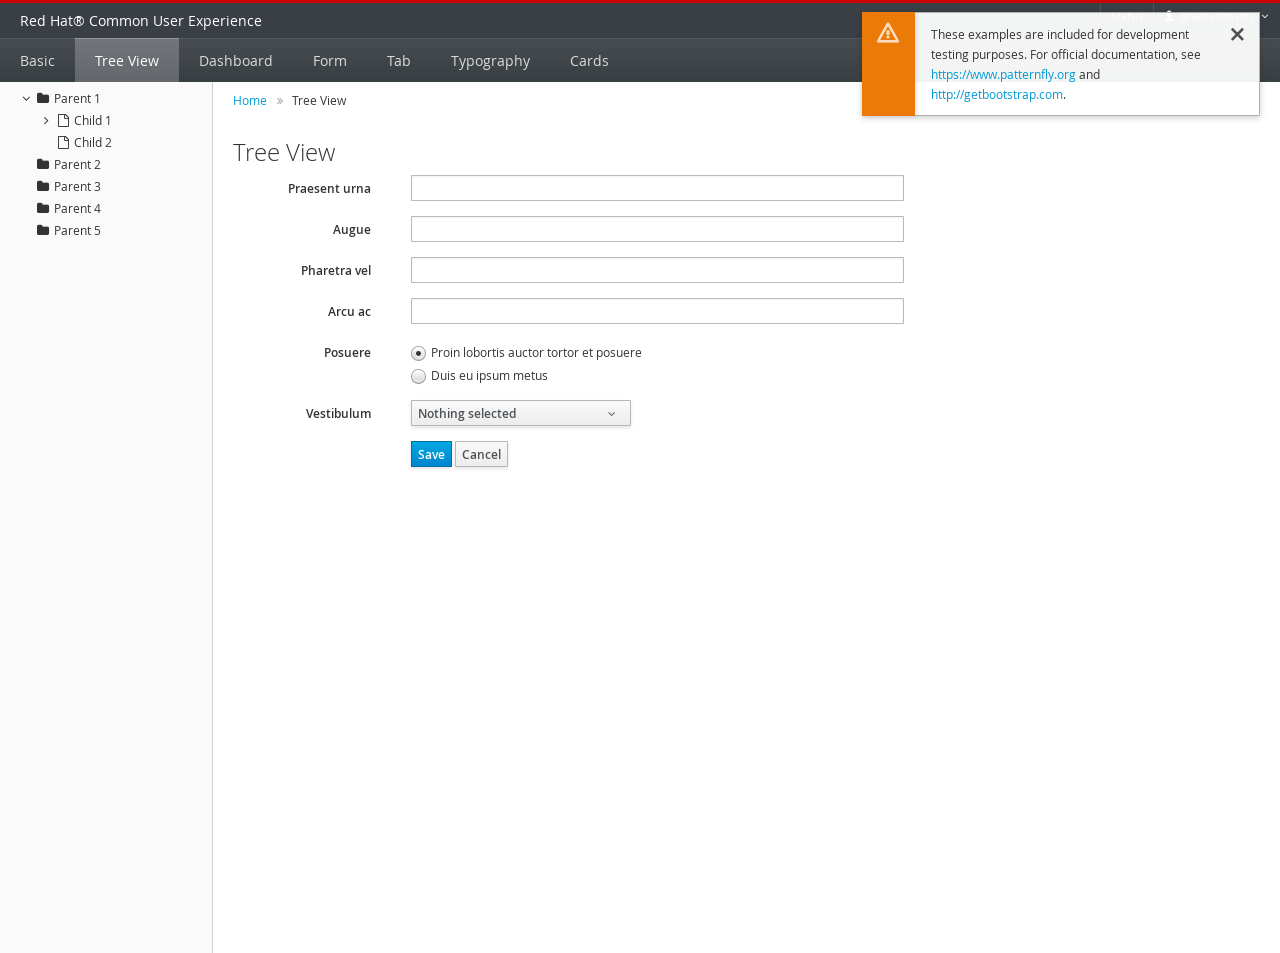 Red Hat® Common User Experience
Basic Tree View Dashboard Form Tab Typography Cards
These examples are included for development
testing purposes. For official documentation, see
https://www.patternfly.org and
http://getbootstrap.com.
Parent 1
Child 1
Child 2
Parent 2
Parent 3
Parent 4
Parent 5
Home » Tree View
Tree View
Praesent urna
Augue
Pharetra vel
Arcu ac
Posuere
Proin lobortis auctor tortor et posuere
Duis eu ipsum metus
Vestibulum
Nothing selected
Save Cancel